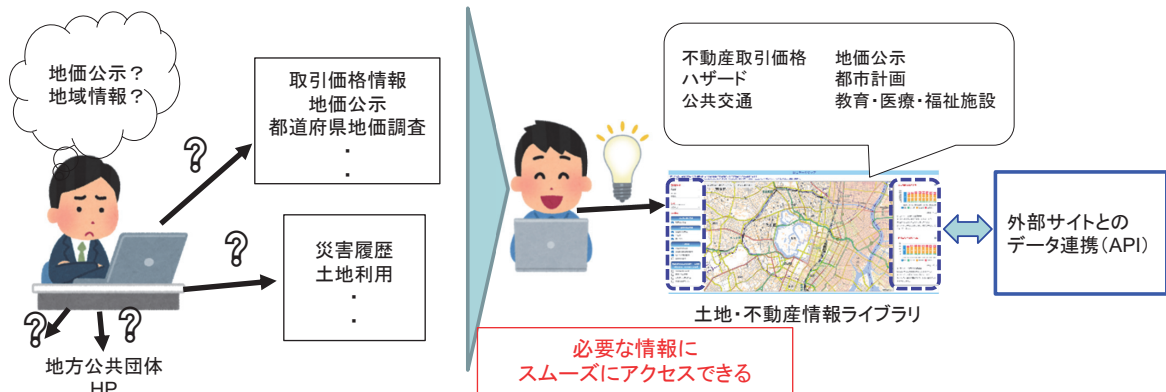 地価公示?
地域情報?
取引価格情報
地価公示
都道府県地価調査
・
・
災害履歴
土地利用
・
・
地方公共団体
HP
?
?
?
?
不動産取引価格 地価公示
ハザード 都市計画
公共交通 教育・医療・福祉施設
土地・不動産情報ライブラリ
外部サイトとの
データ連携(API)
必要な情報に
スムーズにアクセスできる